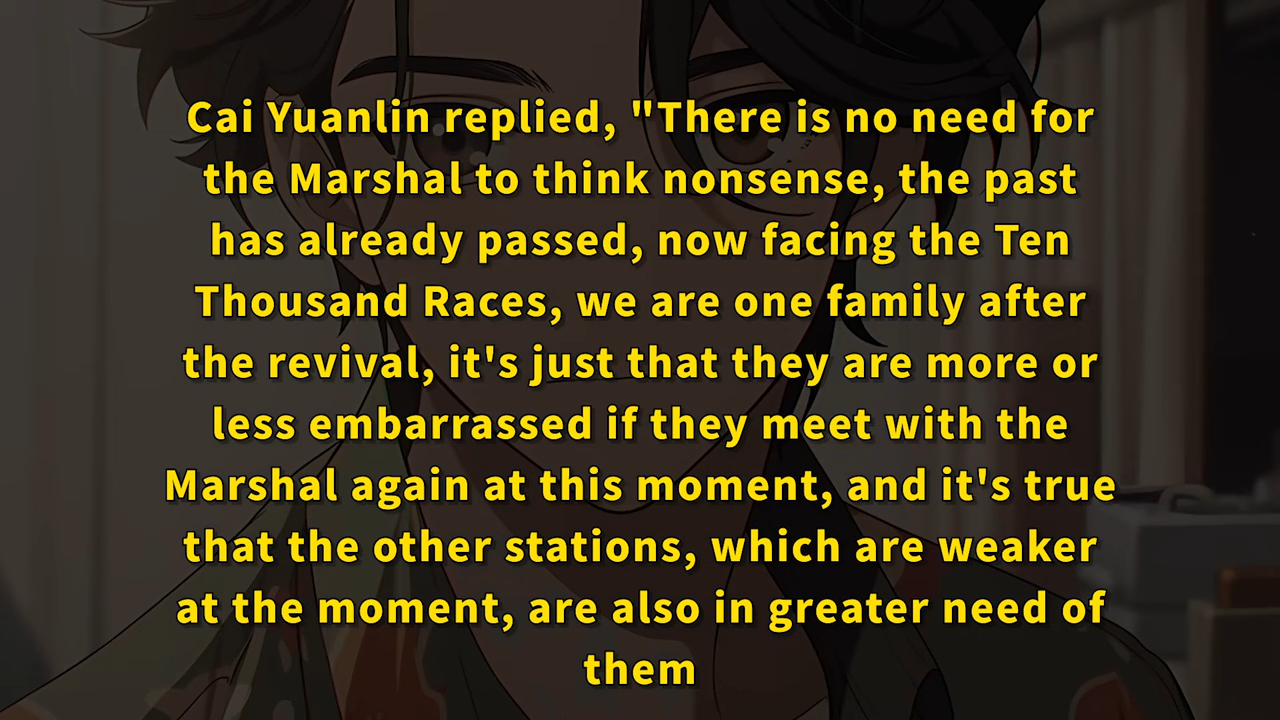 Cai Yuanlin replied, "There is no need for
the Marshal to think nonsense, the past
has already passed, now facing the Ten
Thousand Races, we are one family after
the revival, it's just that they are more or
less embarrassed if they meet with the
Marshal again at this moment, and it's true
that the other stations, which are weaker
at the moment, are also in greater need of
them